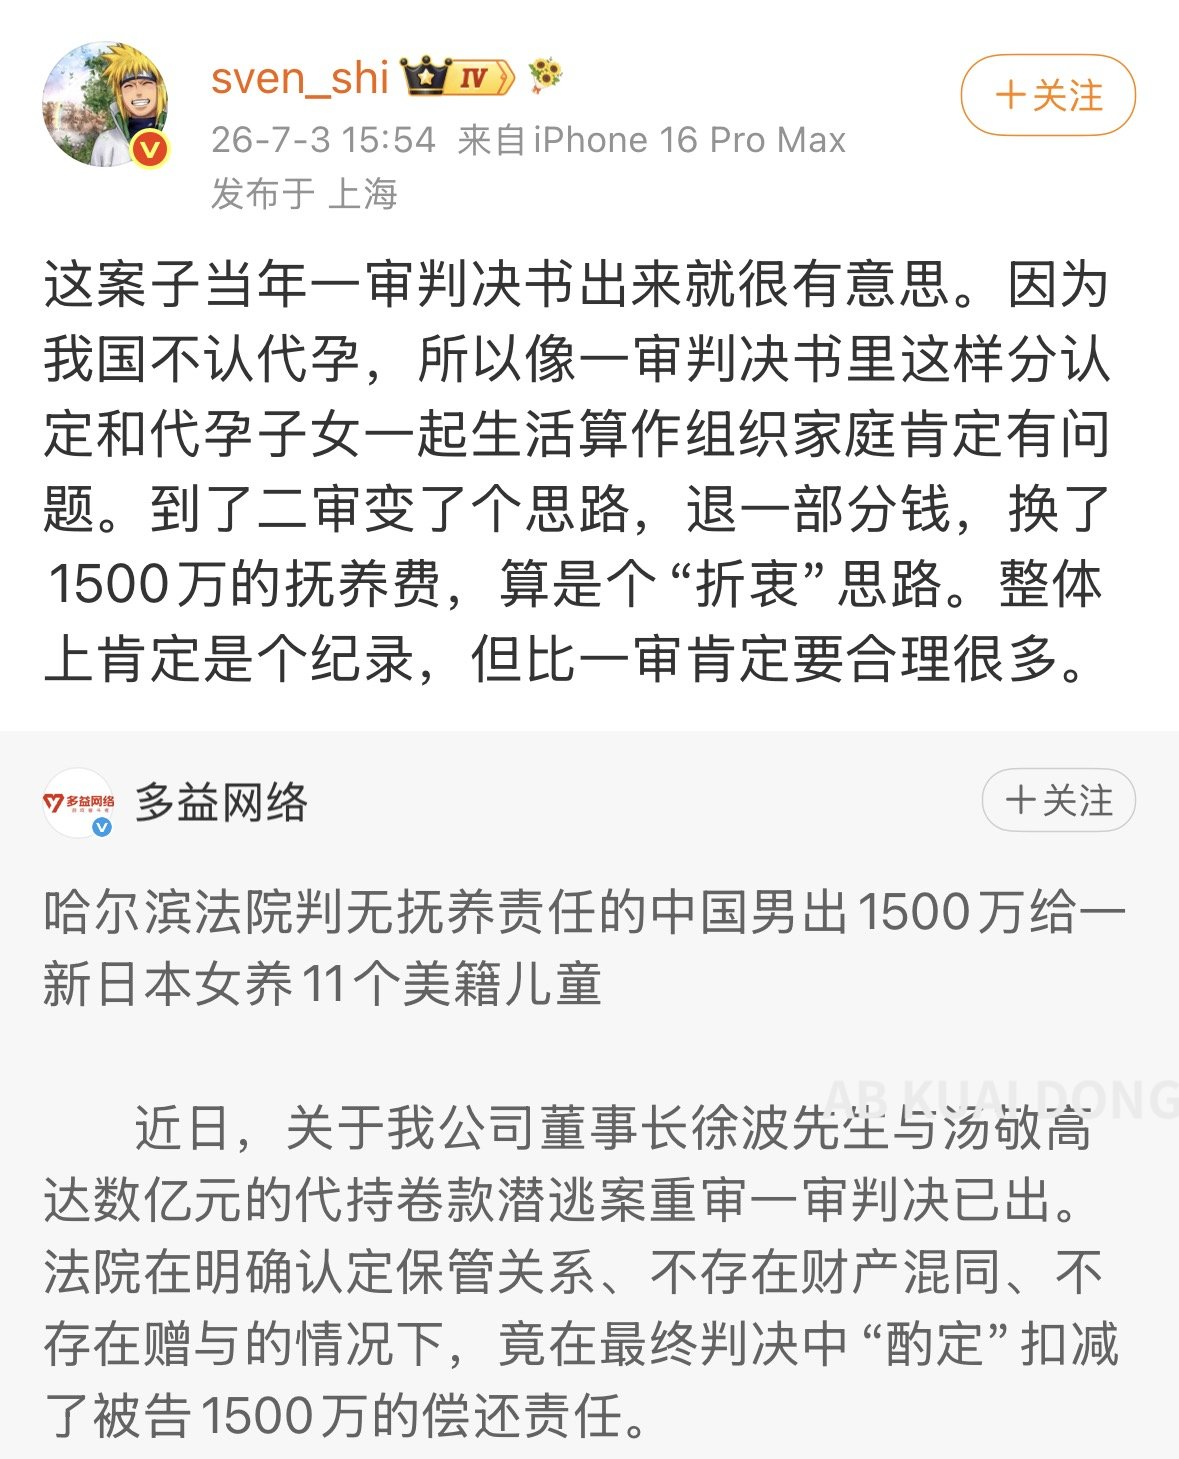 sven_shi IV
+关注
26-7-3 15:54 来自iPhone 16 Pro Max
发布于 上海
这案子当年一审判决书出来就很有意思。因为
我国不认代孕，所以像一审判决书里这样分认
定和代孕子女一起生活算作组织家庭肯定有问
题。到了二审变了个思路，退一部分钱，换了
1500万的抚养费，算是个“折衷”思路。整体
上肯定是个纪录，但比一审肯定要合理很多。
多益网络
多益网络
+关注
哈尔滨法院判无抚养责任的中国男出1500万给一
新日本女养11个美籍儿童
AB KUAI DONG
近日，关于我公司董事长徐波先生与汤敬高
达数亿元的代持卷款潜逃案重审一审判决已出。
法院在明确认定保管关系、不存在财产混同、不
存在赠与的情况下，竟在最终判决中“酌定”扣减
了被告1500万的偿还责任。